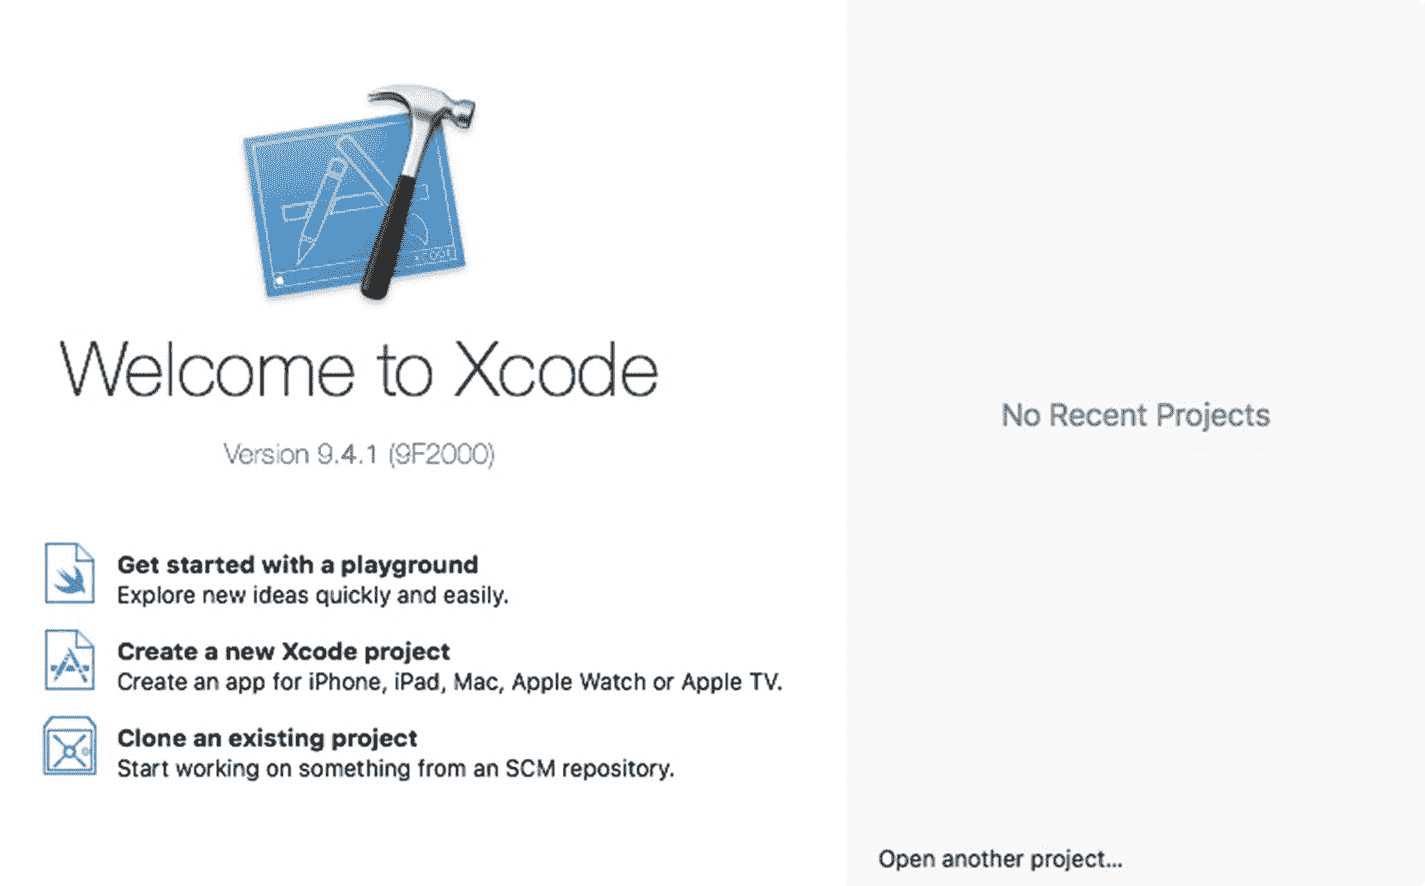 Welcome to Xcode
Version 9.4.1 (9F2000)
Get started with a playground
Explore new ideas quickly and easily.
Create a new Xcode project
Create an app for iPhone, iPad, Mac, Apple Watch or Apple TV.
Clone an existing project
Start working on something from an SCM repository.
No Recent Projects
Open another project...